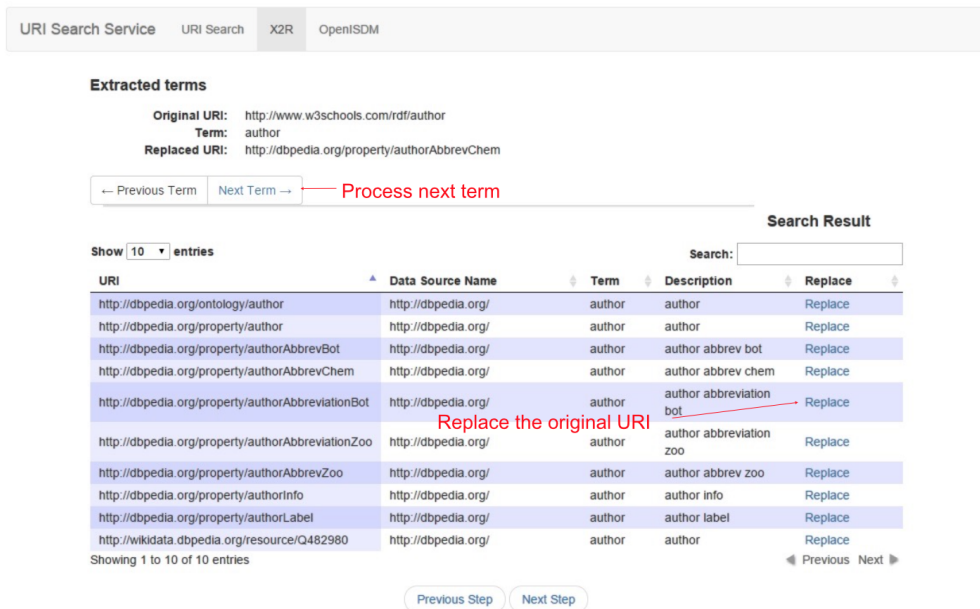 URI Search Service URI Search X2R OpenISDM
Extracted terms
Original URI: http://www.w3schools.com/rdf/author
Term: author
Replaced URI: http://dbpedia.org/property/authorAbbrevChem
← Previous Term Next Term → Process next term
Search Result
Show 10 entries Search:
URI Data Source Name Term Description Replace
http://dbpedia.org/ontology/author http://dbpedia.org/ author author Replace
http://dbpedia.org/property/author http://dbpedia.org/ author author Replace
http://dbpedia.org/property/authorAbbrevBot http://dbpedia.org/ author author abbrev bot Replace
http://dbpedia.org/property/authorAbbrevChem http://dbpedia.org/ author author abbrev chem Replace
http://dbpedia.org/property/authorAbbreviationBot http://dbpedia.org/ author author abbreviation bot Replace
Replace the original URI
http://dbpedia.org/property/authorAbbreviationZoo http://dbpedia.org/ author author abbreviation zoo Replace
http://dbpedia.org/property/authorAbbrevZoo http://dbpedia.org/ author author abbrev zoo Replace
http://dbpedia.org/property/authorInfo http://dbpedia.org/ author author info Replace
http://dbpedia.org/property/authorLabel http://dbpedia.org/ author author label Replace
http://wikidata.dbpedia.org/resource/Q482980 http://dbpedia.org/ author author Replace
Showing 1 to 10 of 10 entries Previous Next
Previous Step Next Step